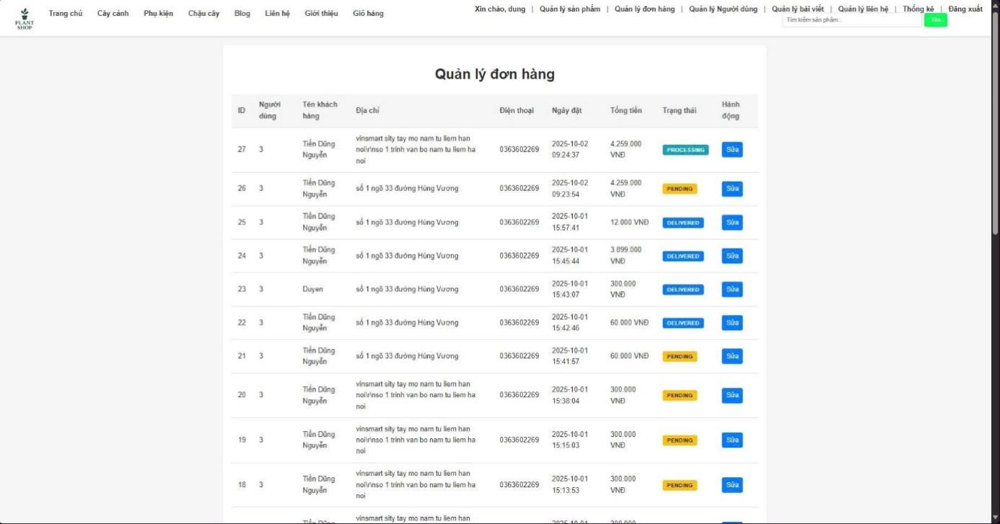 PLANT
SHOP
Trang chủ Cây cảnh Phụ kiện Chậu cây Blog Liên hệ Giới thiệu Giỏ hàng
Xin chào, dung | Quản lý sản phẩm | Quản lý đơn hàng | Quản lý Người dùng | Quản lý bài viết | Quản lý liên hệ | Thống kê | Đăng xuất
Tìm kiếm sản phẩm...
Quản lý đơn hàng
ID Người dùng Tên khách hàng Địa chỉ Điện thoại Ngày đặt Tổng tiền Trạng thái Hành động
27 3 Tiến Dũng Nguyễn vinsmart sity tay mo nam tu liem han noi\r\nso 1 trinh van bo nam tu liem ha noi 0363602269 2025-10-02 09:24:37 4.259.000 VNĐ PROCESSING Sửa
26 3 Tiến Dũng Nguyễn số 1 ngõ 33 đường Hùng Vương 0363602269 2025-10-02 09:23:54 4.259.000 VNĐ PENDING Sửa
25 3 Tiến Dũng Nguyễn số 1 ngõ 33 đường Hùng Vương 0363602269 2025-10-01 15:57:41 12.000 VNĐ DELIVERED Sửa
24 3 Tiến Dũng Nguyễn số 1 ngõ 33 đường Hùng Vương 0363602269 2025-10-01 15:45:44 3.899.000 VNĐ DELIVERED Sửa
23 3 Duyen số 1 ngõ 33 đường Hùng Vương 0363602269 2025-10-01 15:43:07 300.000 VNĐ DELIVERED Sửa
22 3 Tiến Dũng Nguyễn số 1 ngõ 33 đường Hùng Vương 0363602269 2025-10-01 15:42:46 60.000 VNĐ DELIVERED Sửa
21 3 Tiến Dũng Nguyễn số 1 ngõ 33 đường Hùng Vương 0363602269 2025-10-01 15:41:57 60.000 VNĐ PENDING Sửa
20 3 Tiến Dũng Nguyễn vinsmart sity tay mo nam tu liem han noi\r\nso 1 trinh van bo nam tu liem ha noi 0363602269 2025-10-01 15:38:04 300.000 VNĐ PENDING Sửa
19 3 Tiến Dũng Nguyễn vinsmart sity tay mo nam tu liem han noi\r\nso 1 trinh van bo nam tu liem ha noi 0363602269 2025-10-01 15:15:03 300.000 VNĐ PENDING Sửa
18 3 Tiến Dũng Nguyễn vinsmart sity tay mo nam tu liem han noi\r\nso 1 trinh van bo nam tu liem ha noi 0363602269 2025-10-01 15:13:53 300.000 VNĐ PENDING Sửa
vinsmart sity tay mo nam tu liem han